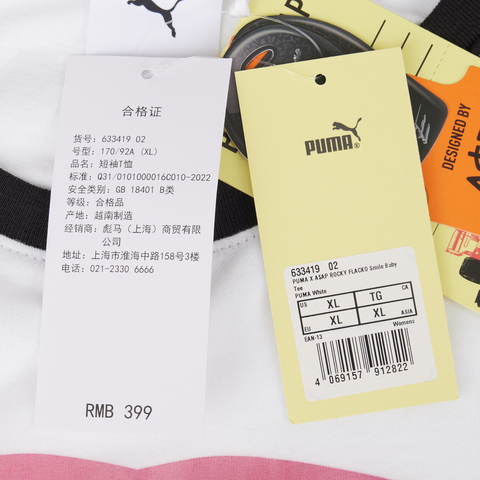 合格证
货号: 633419 02
号型: 170/92A (XL)
品名: 短袖T恤
标准: Q31/0101000016C010-2022
安全类别: GB 18401 B类
等级: 合格品
产地: 越南制造
经销商: 彪马（上海）商贸有限
公司
地址: 上海市淮海中路158号3楼
电话: 021-2330 6666
RMB 399
PUMA®
633419 02
PUMA X ASAP ROCKY FLACKO Smile Baby
Tee
PUMA White
US XL TG CA
EU XL XL ASIA
EAN-13 Womens
4 069157 912822
DESIGNED BY